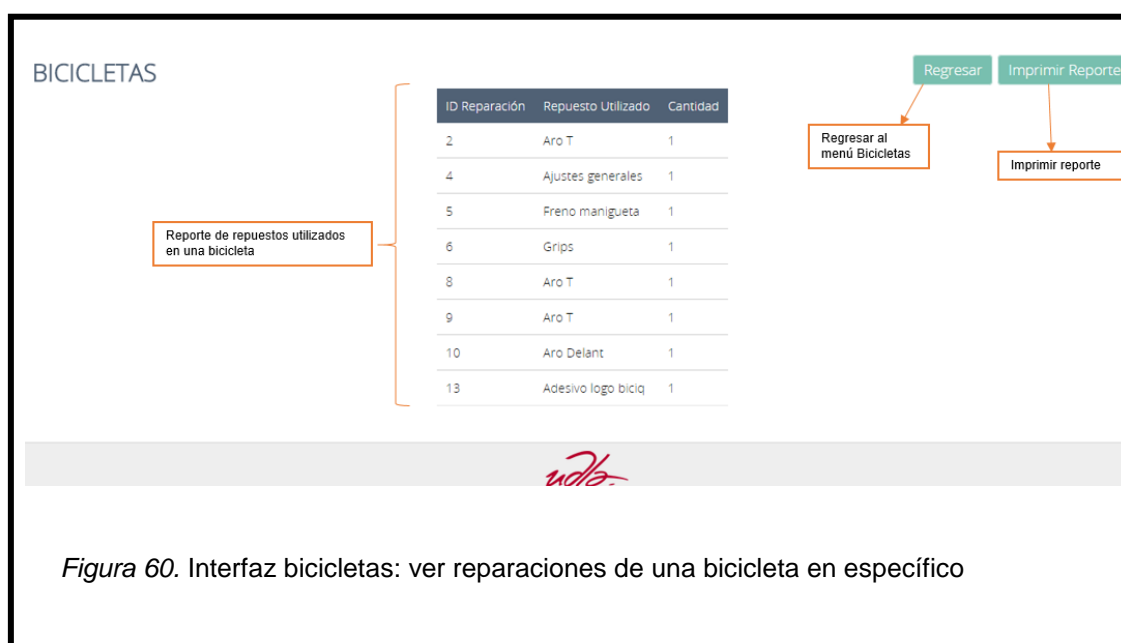 BICICLETAS
Regresar
Imprimir Reporte
ID Reparación Repuesto Utilizado Cantidad
2 Aro T 1
4 Ajustes generales 1
5 Freno manigueta 1
6 Grips 1
8 Aro T 1
9 Aro T 1
10 Aro Delant 1
13 Adesivo logo biciq 1
Reporte de repuestos utilizados
en una bicicleta
Regresar al
menú Bicicletas
Imprimir reporte
udla
Figura 60. Interfaz bicicletas: ver reparaciones de una bicicleta en específico